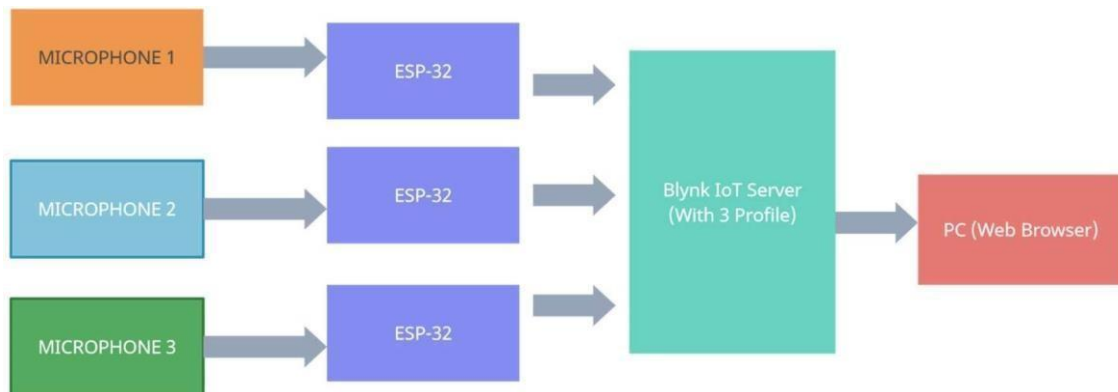 MICROPHONE 1
ESP-32
MICROPHONE 2
ESP-32
MICROPHONE 3
ESP-32
Blynk IoT Server
(With 3 Profile)
PC (Web Browser)